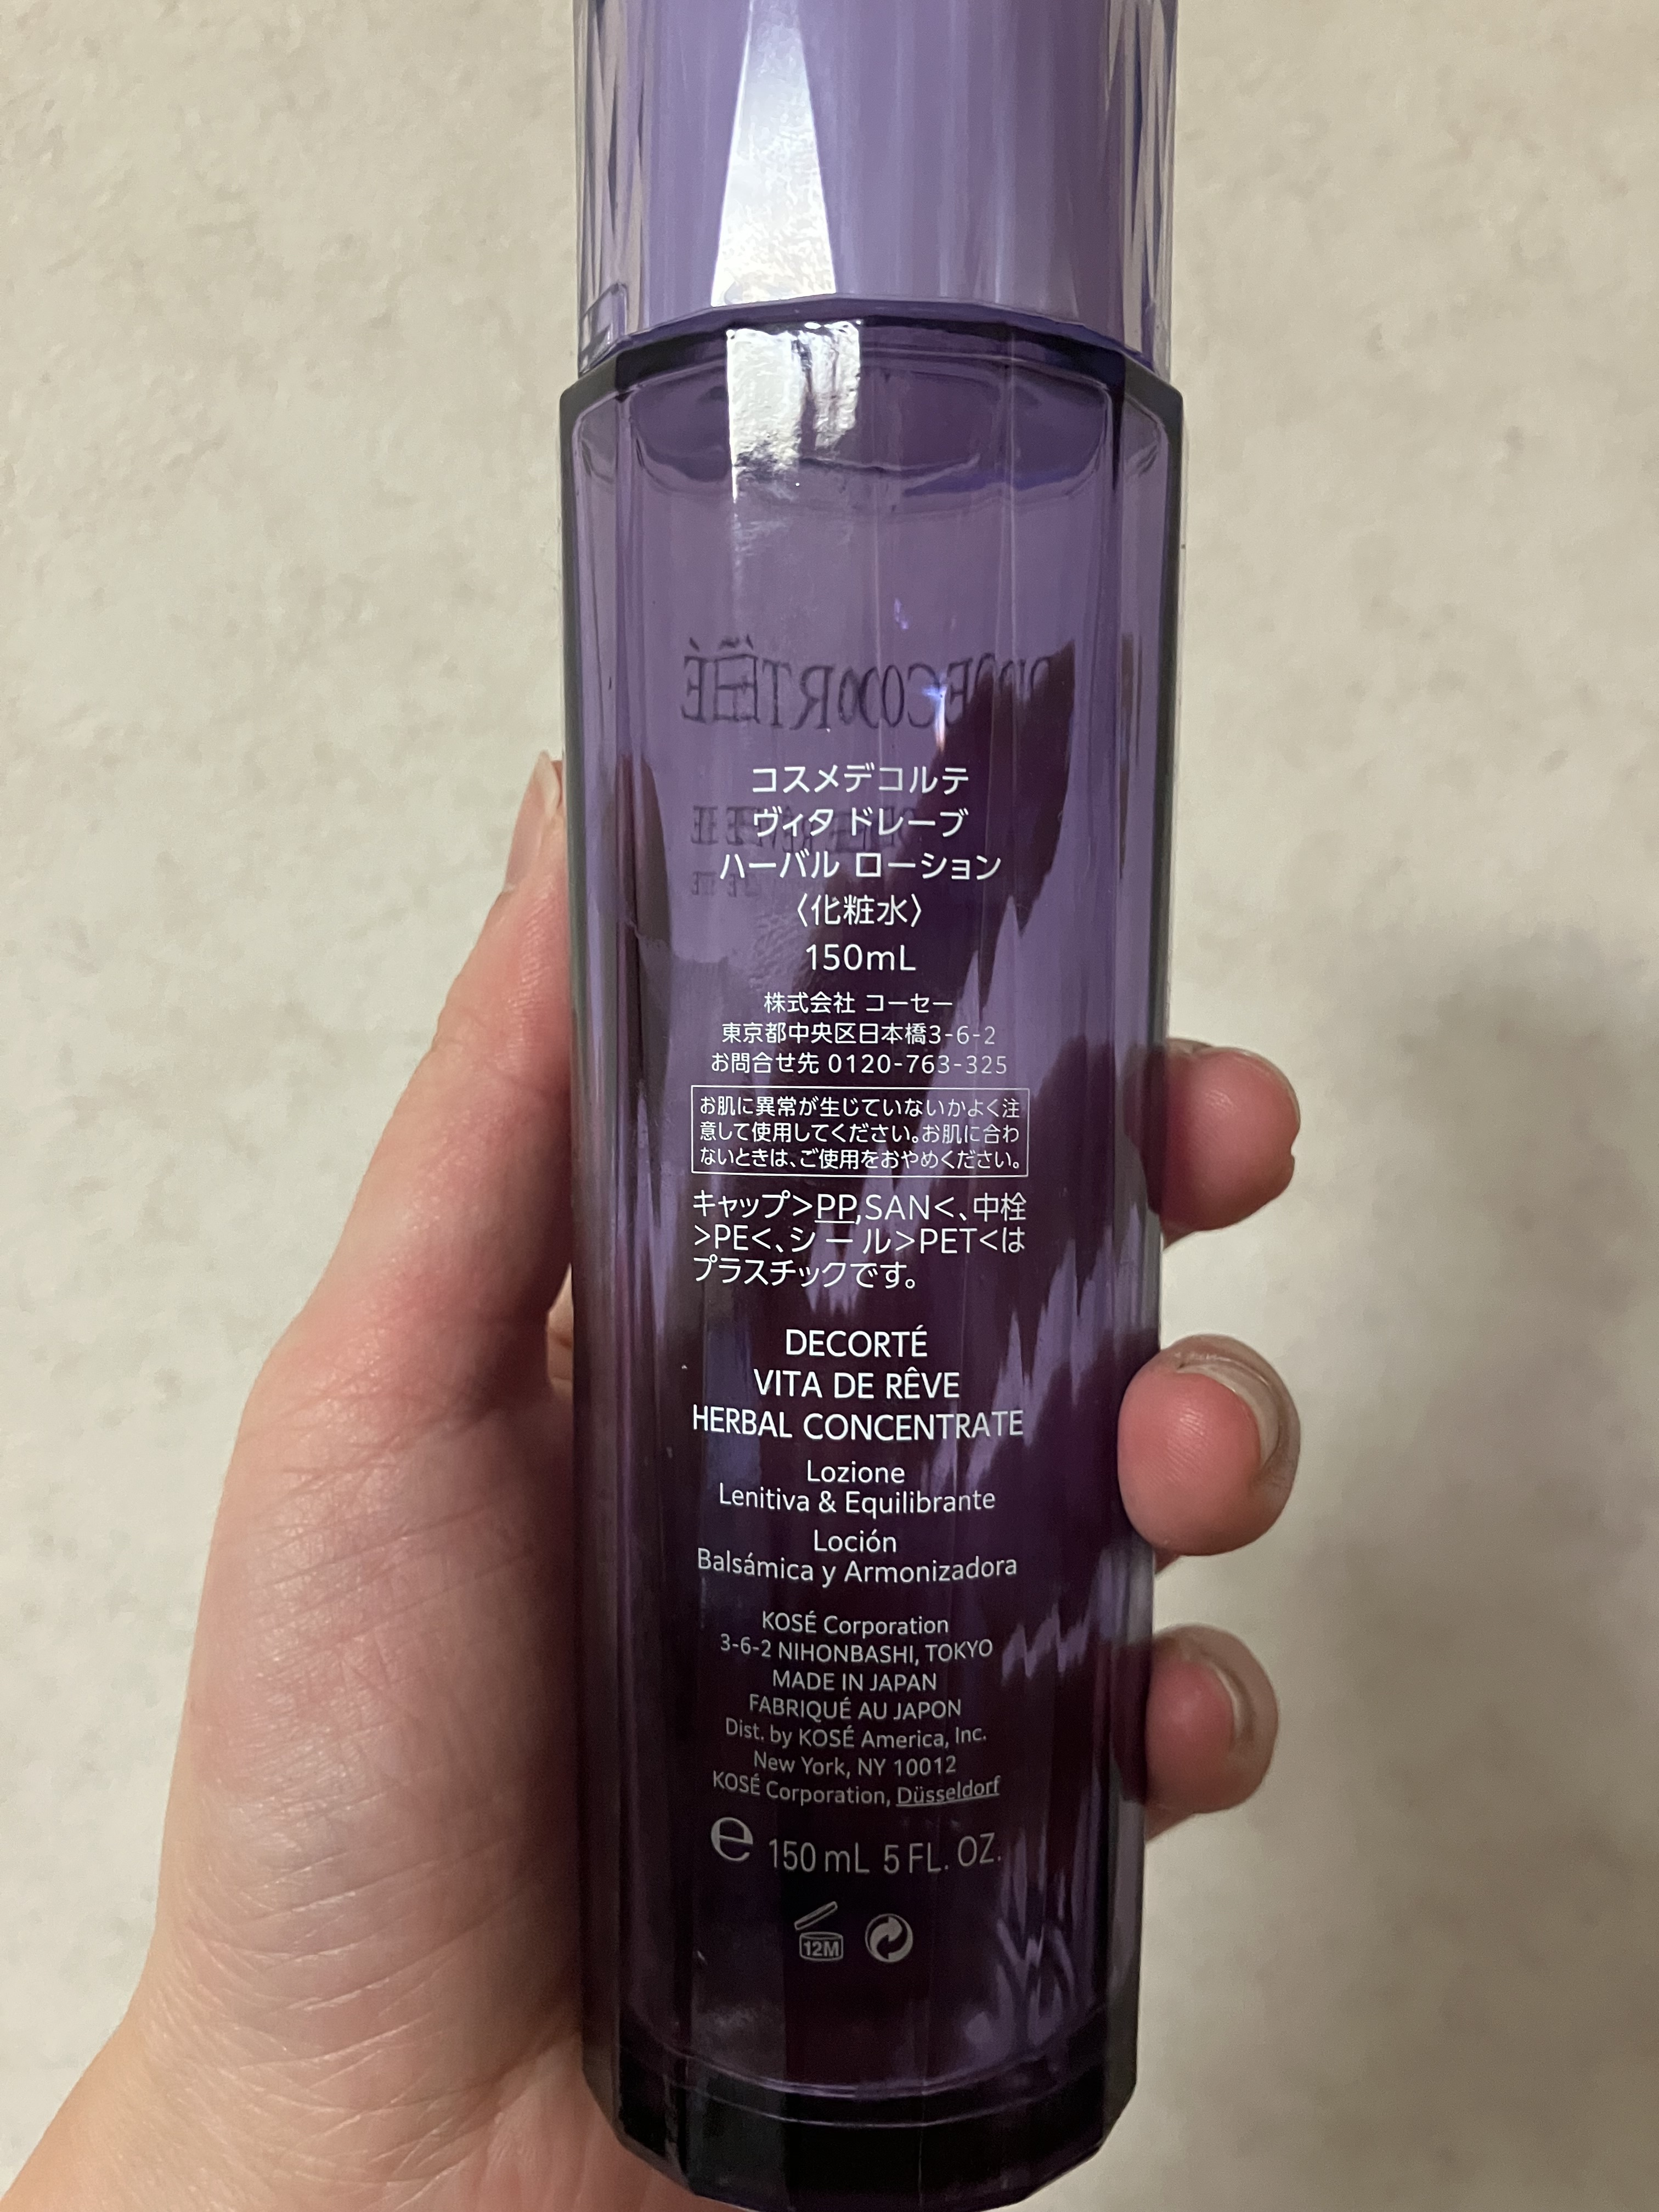 コスメデコルテ
ヴィタ ドレーブ
ハーバル ローション
〈化粧水〉
150mL
株式会社 コーセー
東京都中央区日本橋3-6-2
お問合せ先 0120-763-325
お肌に異常が生じていないかよく注
意して使用してください。お肌に合わ
ないときは、ご使用をおやめください。
キャップ>PP,SAN<、中栓
>PE<、シール>PET<は
プラスチックです。
DECORTÉ
VITA DE RÊVE
HERBAL CONCENTRATE
Lozione
Lenitiva & Equilibrante
Loción
Balsámica y Armonizadora
KOSÉ Corporation
3-6-2 NIHONBASHI, TOKYO
MADE IN JAPAN
FABRIQUÉ AU JAPON
Dist. by KOSÉ America, Inc.
New York, NY 10012
KOSÉ Corporation, Düsseldorf
e 150 mL 5 FL. OZ.
12M